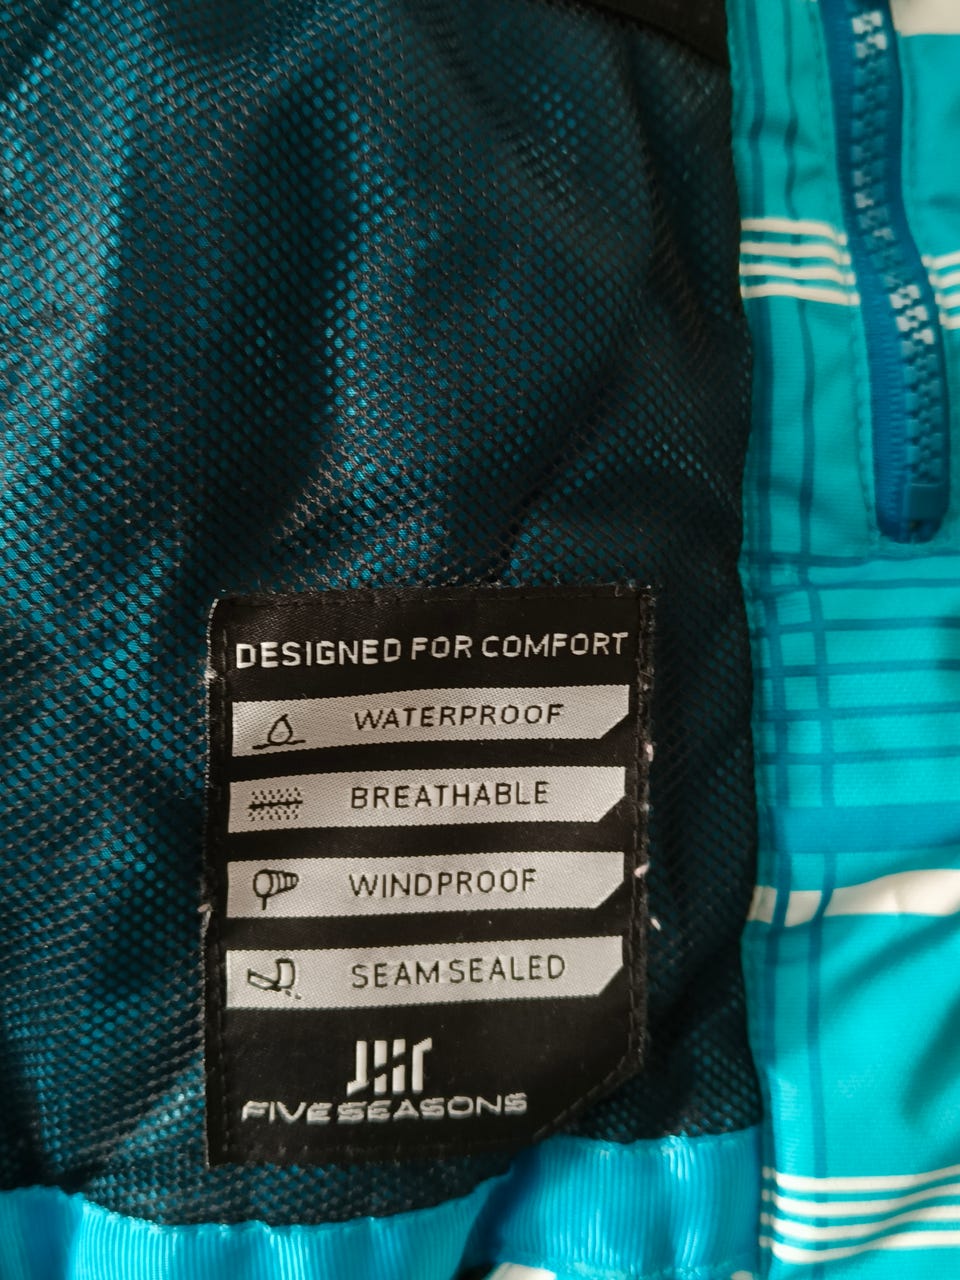 DESIGNED FOR COMFORT
WATERPROOF
BREATHABLE
WINDPROOF
SEAM SEALED
FIVE SEASONS